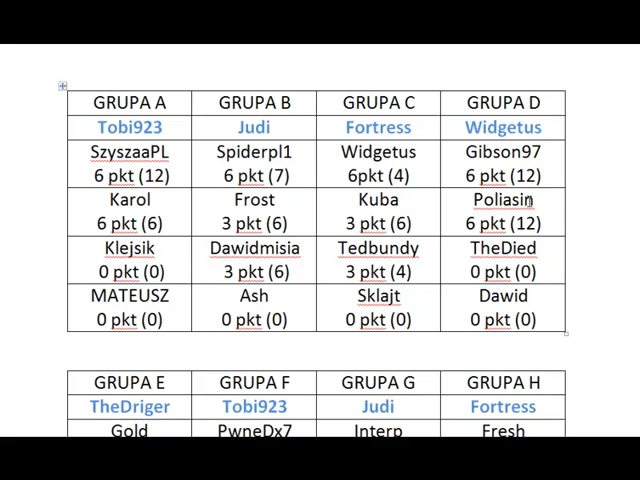 GRUPA A GRUPA B GRUPA C GRUPA D
Tobi923 Judi Fortress Widgetus
SzyszaaPL Spiderpl1 Widgetus Gibson97
6 pkt (12) 6 pkt (7) 6pkt (4) 6 pkt (12)
Karol Frost Kuba Poliasin
6 pkt (6) 3 pkt (6) 3 pkt (6) 6 pkt (12)
Klejsik Dawidmisia Tedbundy TheDied
0 pkt (0) 3 pkt (6) 3 pkt (4) 0 pkt (0)
MATEUSZ Ash Sklajt Dawid
0 pkt (0) 0 pkt (0) 0 pkt (0) 0 pkt (0)
GRUPA E GRUPA F GRUPA G GRUPA H
TheDriger Tobi923 Judi Fortress
Gold PwneDx7 Interp Fresh